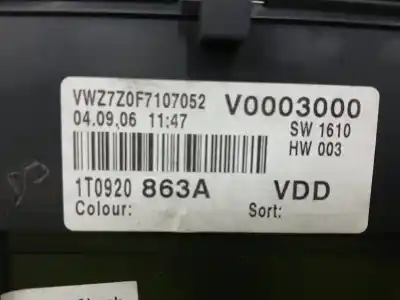 VWZ7Z0F7107052 V0003000
04.09,06 11:47 SW 1610
HW 003
1T0920 863A VDD
Colour: Sort: